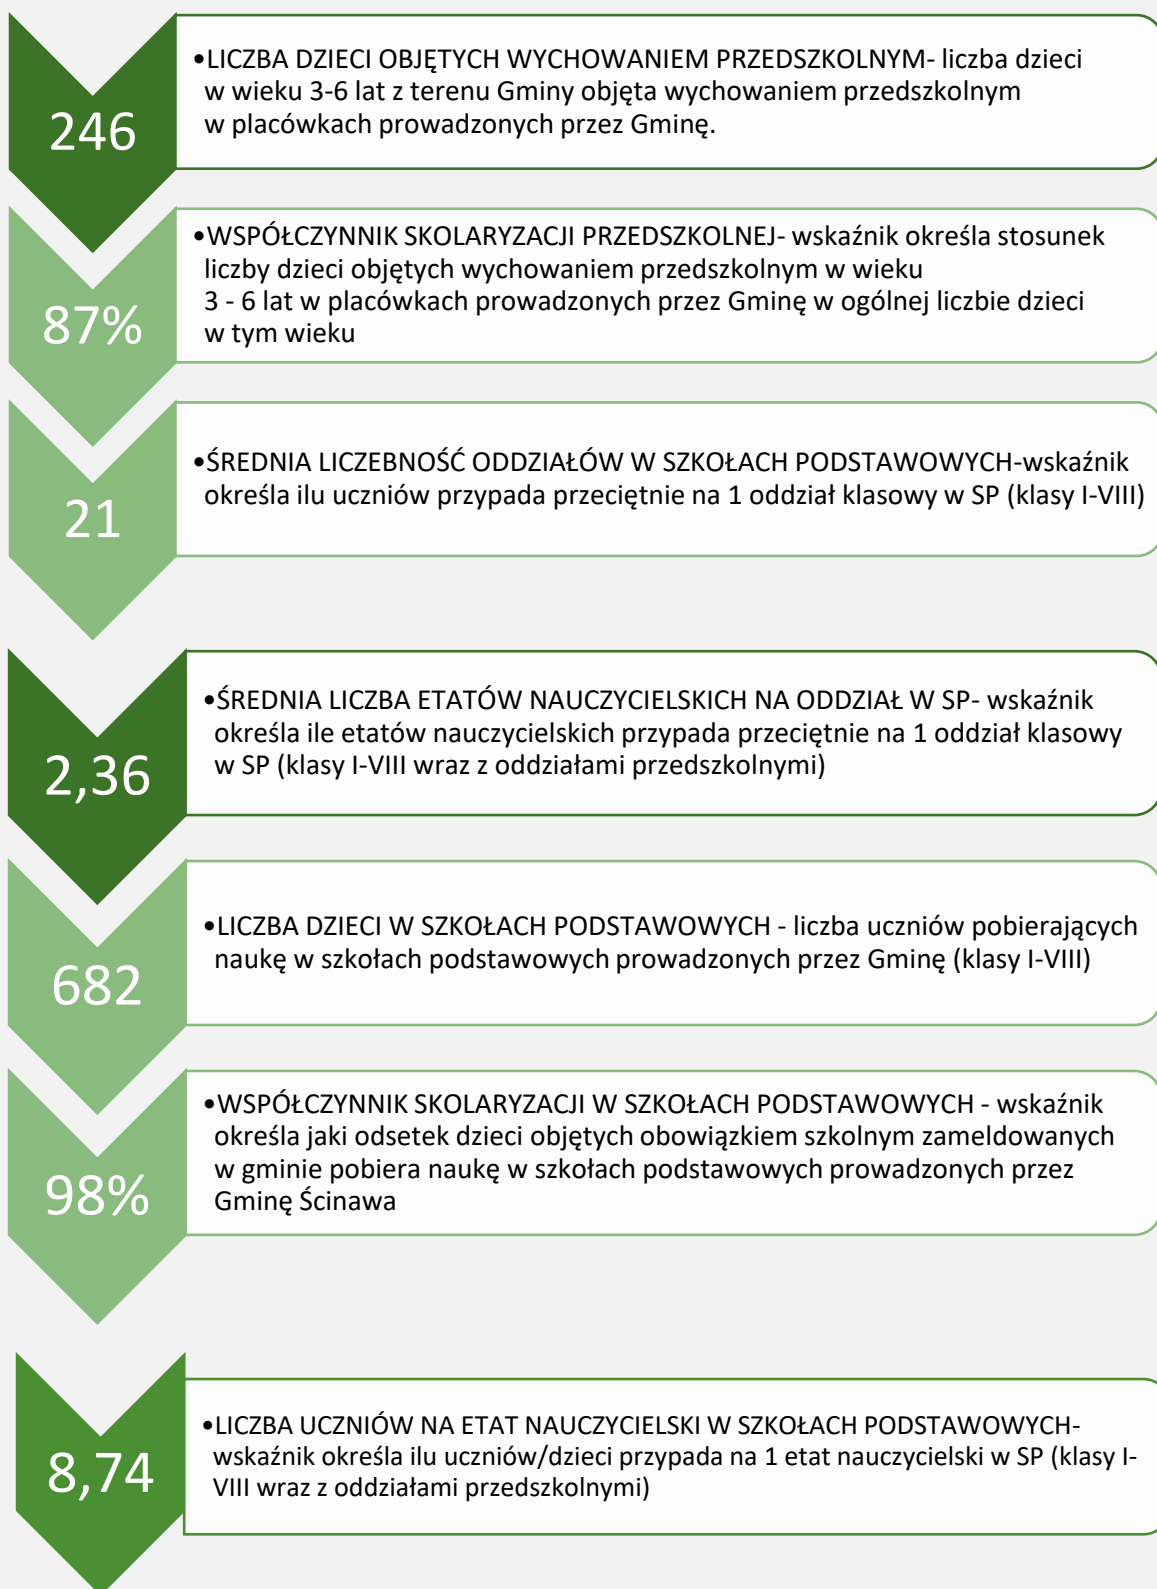 246
•LICZBA DZIECI OBJĘTYCH WYCHOWANIEM PRZEDSZKOLNYM- liczba dzieci
w wieku 3-6 lat z terenu Gminy objęta wychowaniem przedszkolnym
w placówkach prowadzonych przez Gminę.
87%
•WSPÓŁCZYNNIK SKOLARYZACJI PRZEDSZKOLNEJ- wskaźnik określa stosunek
liczby dzieci objętych wychowaniem przedszkolnym w wieku
3 - 6 lat w placówkach prowadzonych przez Gminę w ogólnej liczbie dzieci
w tym wieku
21
•ŚREDNIA LICZEBNOŚĆ ODDZIAŁÓW W SZKOŁACH PODSTAWOWYCH-wskaźnik
określa ilu uczniów przypada przeciętnie na 1 oddział klasowy w SP (klasy I-VIII)
2,36
•ŚREDNIA LICZBA ETATÓW NAUCZYCIELSKICH NA ODDZIAŁ W SP- wskaźnik
określa ile etatów nauczycielskich przypada przeciętnie na 1 oddział klasowy
w SP (klasy I-VIII wraz z oddziałami przedszkolnymi)
682
•LICZBA DZIECI W SZKOŁACH PODSTAWOWYCH - liczba uczniów pobierających
naukę w szkołach podstawowych prowadzonych przez Gminę (klasy I-VIII)
98%
•WSPÓŁCZYNNIK SKOLARYZACJI W SZKOŁACH PODSTAWOWYCH - wskaźnik
określa jaki odsetek dzieci objętych obowiązkiem szkolnym zameldowanych
w gminie pobiera naukę w szkołach podstawowych prowadzonych przez
Gminę Ścinawa
8,74
•LICZBA UCZNIÓW NA ETAT NAUCZYCIELSKI W SZKOŁACH PODSTAWOWYCH-
wskaźnik określa ilu uczniów/dzieci przypada na 1 etat nauczycielski w SP (klasy I-
VIII wraz z oddziałami przedszkolnymi)